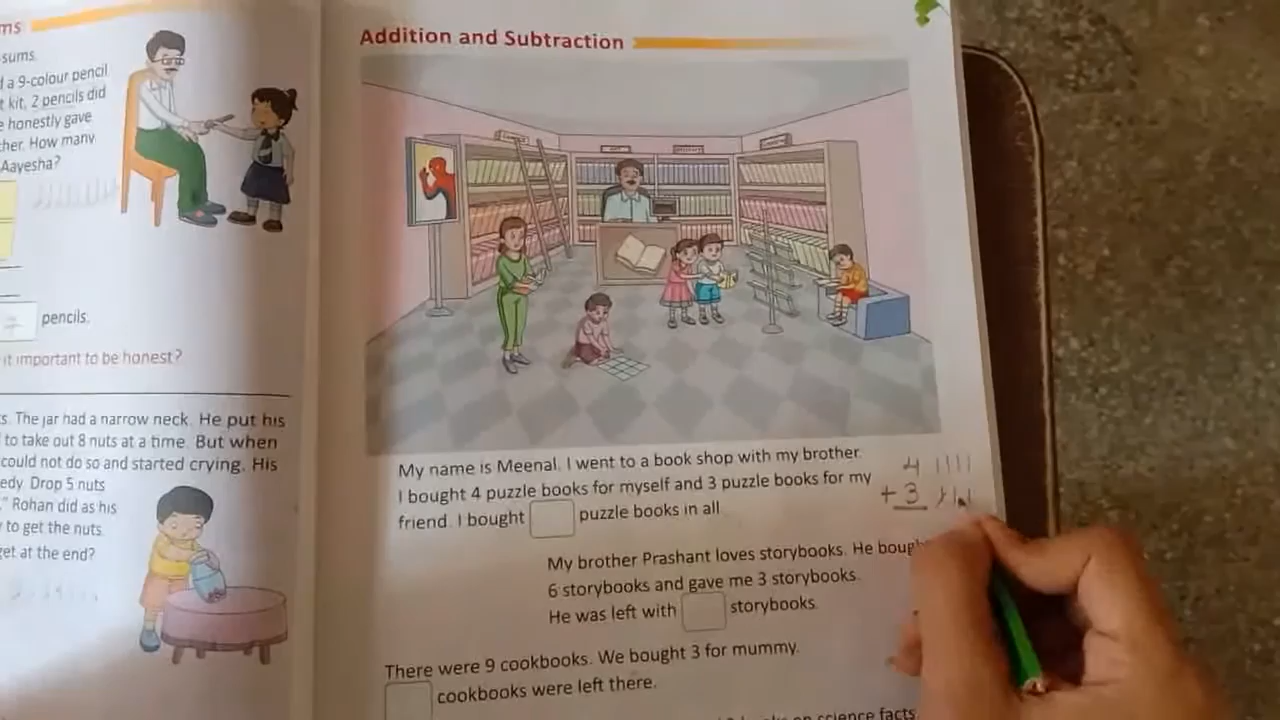 ms
sums.
a 9-colour pencil
kit. 2 pencils did
honestly gave
her. How many
Aayesha?
7 pencils.
it important to be honest?
s. The jar had a narrow neck. He put his
to take out 8 nuts at a time. But when
could not do so and started crying. His
edy. Drop 5 nuts
" Rohan did as his
to get the nuts.
get at the end?
Addition and Subtraction
My name is Meenal. I went to a book shop with my brother.
I bought 4 puzzle books for myself and 3 puzzle books for my
friend. I bought puzzle books in all.
4 ||||
+ 3
My brother Prashant loves storybooks. He bough
6 storybooks and gave me 3 storybooks.
He was left with storybooks.
There were 9 cookbooks. We bought 3 for mummy.
cookbooks were left there.
on science facts